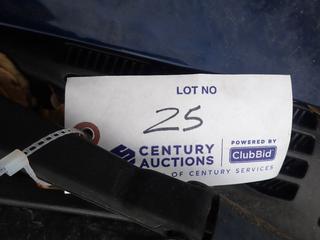 LOT NO
25
CENTURY AUCTIONS
POWERED BY
ClubBid
OF CENTURY SERVICES